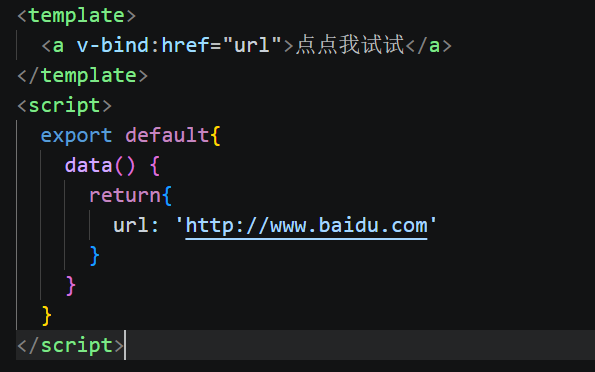 <template>
  <a v-bind:href="url">点点我试试</a>
</template>
<script>
  export default{
    data() {
      return{
        url: 'http://www.baidu.com'
      }
    }
  }
</script>